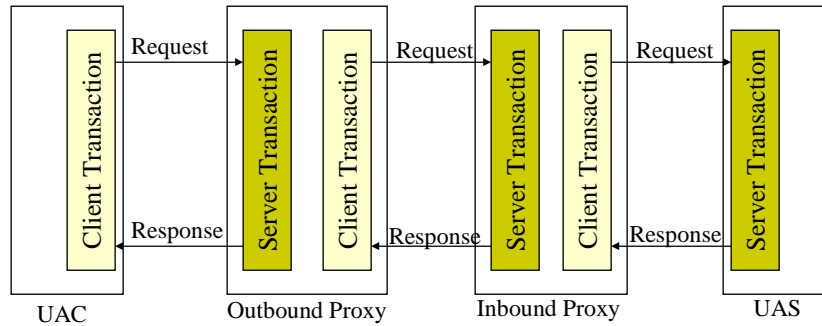 Request
Request
Request
Client Transaction
Server Transaction
Client Transaction
Server Transaction
Client Transaction
Server Transaction
Response
Response
Response
UAC
Outbound Proxy
Inbound Proxy
UAS